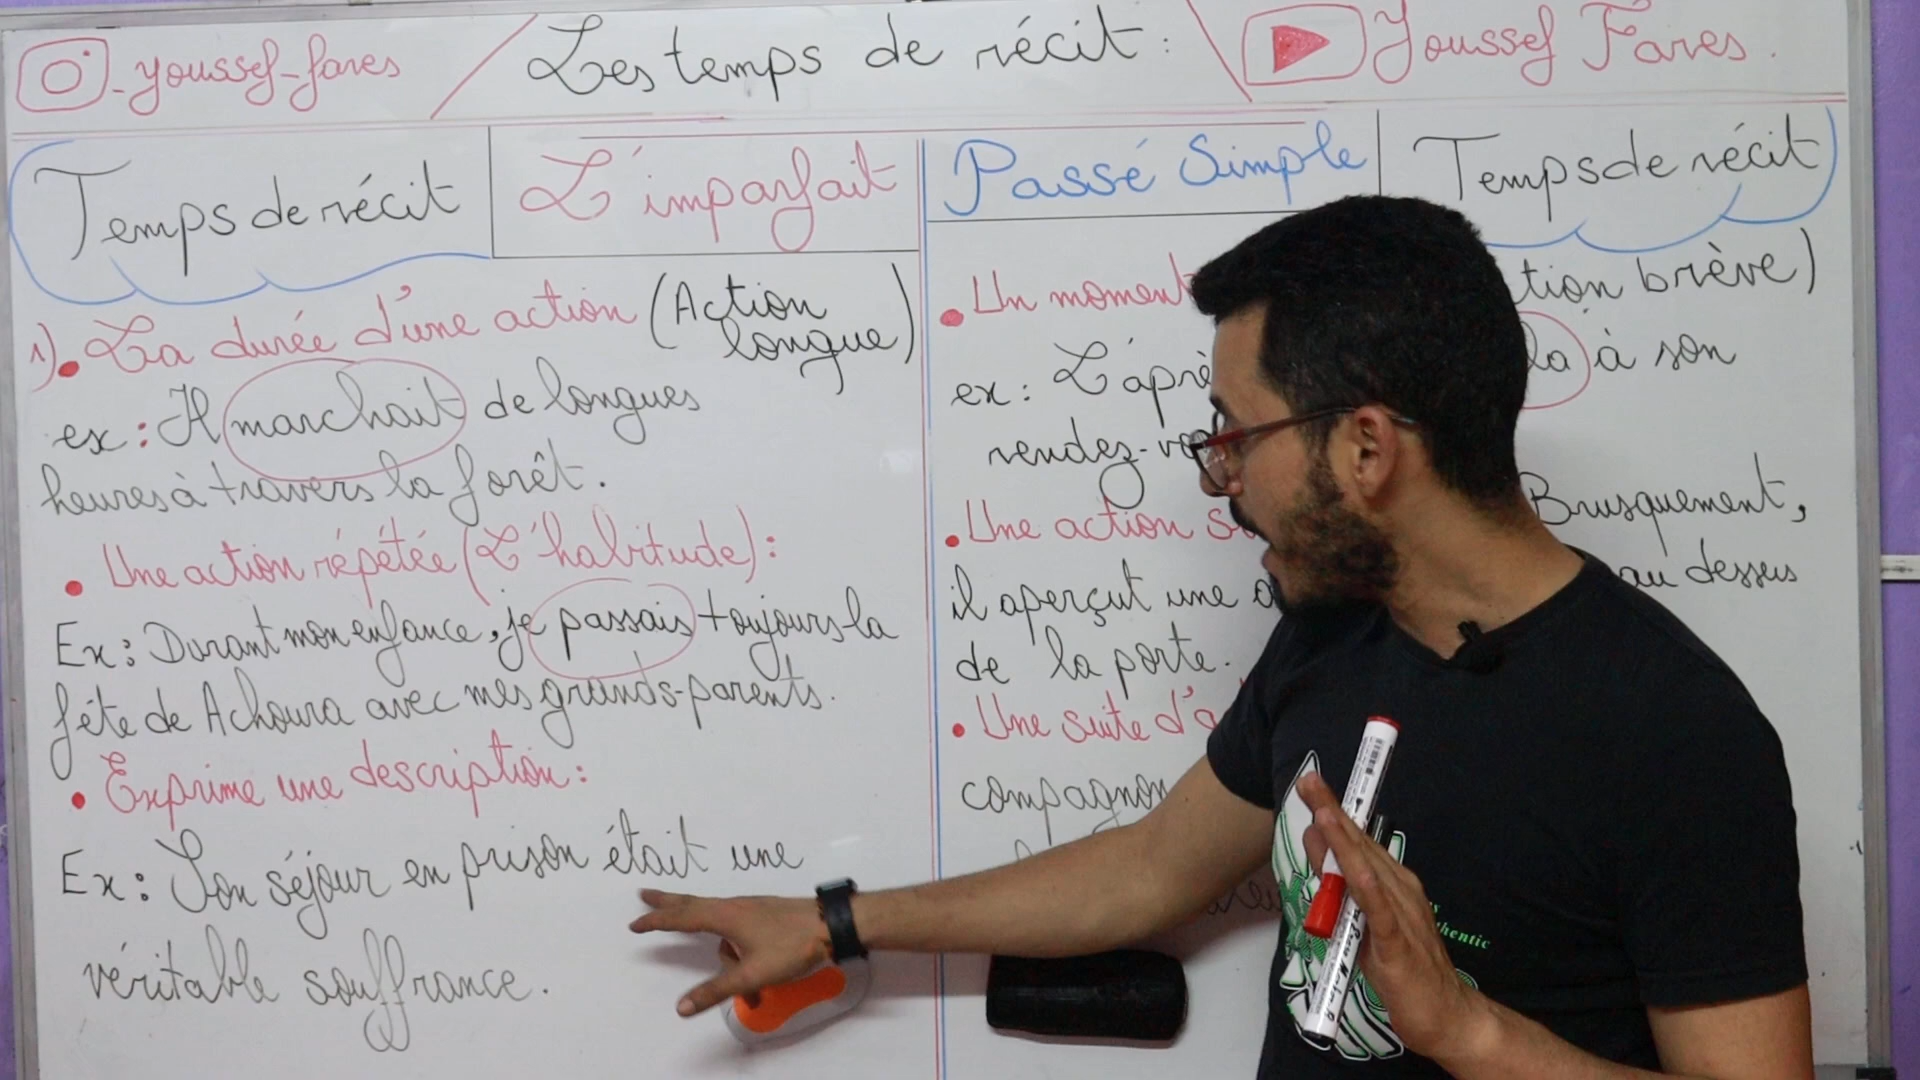 -youssef-fares
Les temps de récit:
Youssef Fares.
Temps de récit
L'imparfait
1). La durée d'une action (Action longue)
ex: Il marchait de longues
heures à travers la forêt.
• Une action répétée (L'habitude):
Ex: Durant mon enfance, je passais toujours la
fête de Achoura avec mes grands-parents.
• Exprime une description:
Ex: Son séjour en prison était une
véritable souffrance.
Passé Simple
Temps de récit
• Un moment tion brève)
ex: L'après la à son
rendez-vo
• Une action s Brusquement,
il aperçut une au dessus
de la porte.
• Une suite d'a
compagnon
thentic